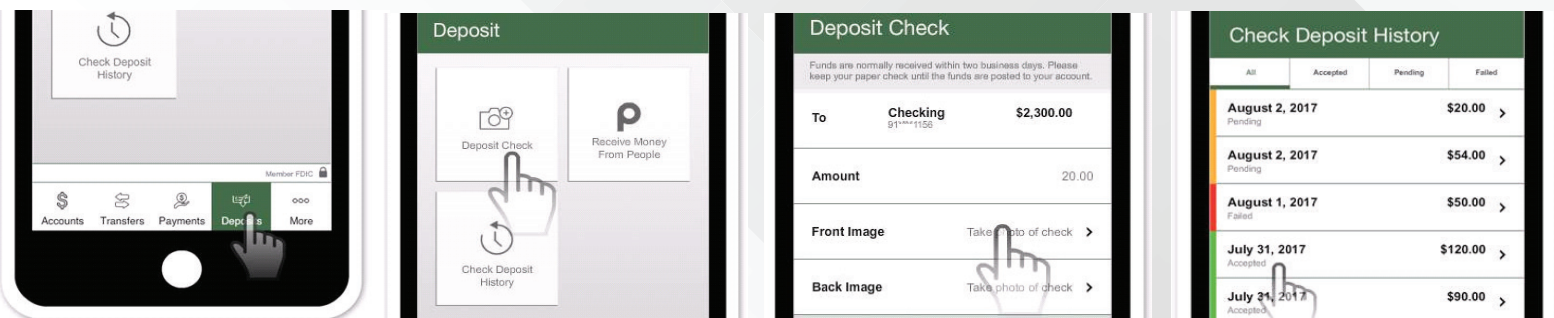 Check Deposit
History
Member FDIC
Accounts Transfers Payments Deposits More
Deposit
Deposit Check
Receive Money
From People
Check Deposit
History
Deposit Check
Funds are normally received within two business days. Please
keep your paper check until the funds are posted to your account.
To Checking $2,300.00
Amount 20.00
Front Image Take photo of check
Back Image Take photo of check
Check Deposit History
All Accepted Pending Failed
August 2, 2017 $20.00
Pending
August 2, 2017 $54.00
Pending
August 1, 2017 $50.00
Failed
July 31, 2017 $120.00
Accepted
July 31, 2017 $90.00
Accepted